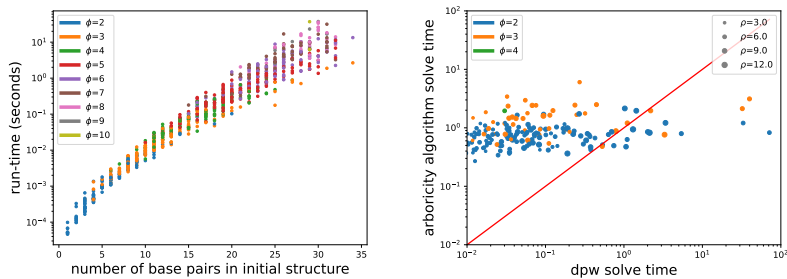 ϕ=2
ϕ=3
ϕ=4
ϕ=5
ϕ=6
ϕ=7
ϕ=8
ϕ=9
ϕ=10
10¹
10⁰
10⁻¹
10⁻²
10⁻³
10⁻⁴
run-time (seconds)
0 5 10 15 20 25 30 35
number of base pairs in initial structure
ϕ=2
ϕ=3
ϕ=4
ρ=3.0
ρ=6.0
ρ=9.0
ρ=12.0
10²
10¹
10⁰
10⁻¹
10⁻²
arboricity algorithm solve time
10⁻² 10⁻¹ 10⁰ 10¹ 10²
dpw solve time